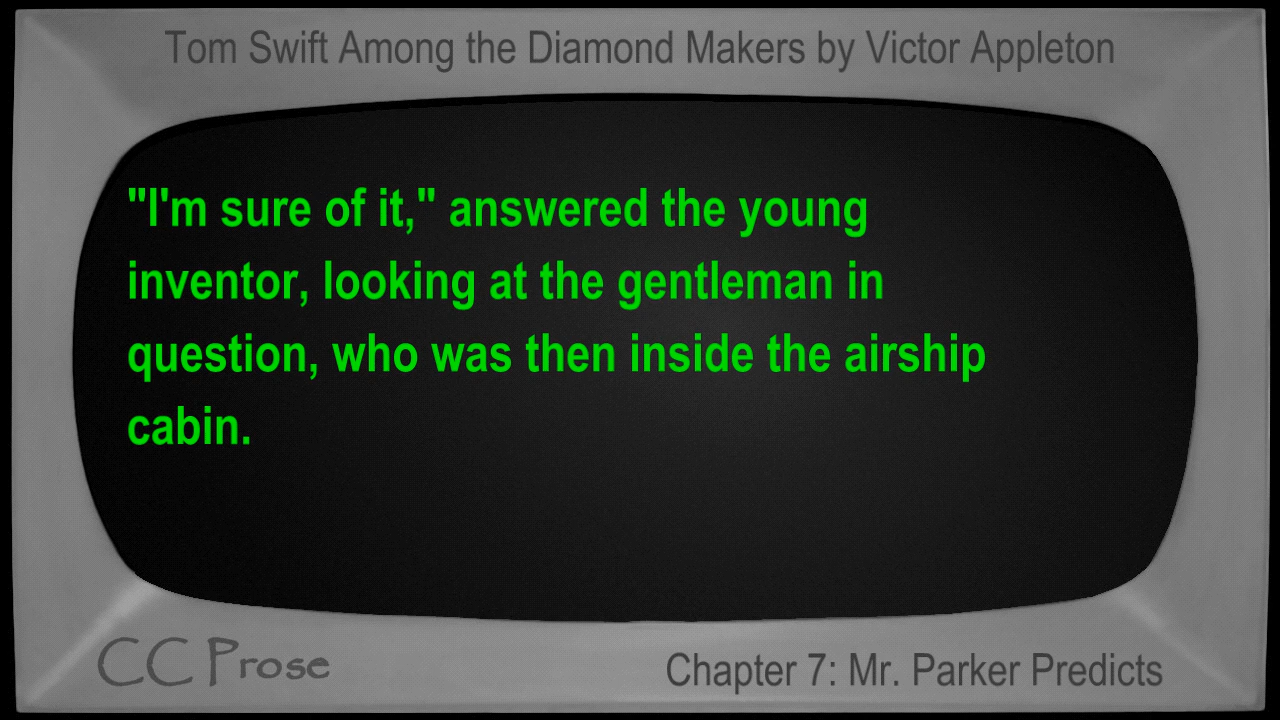 Tom Swift Among the Diamond Makers by Victor Appleton
"I'm sure of it," answered the young
inventor, looking at the gentleman in
question, who was then inside the airship
cabin.
CC Prose
Chapter 7: Mr. Parker Predicts